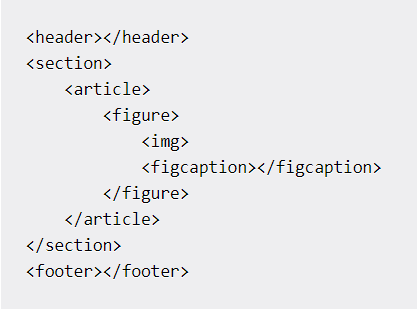 <header></header>
<section>
    <article>
        <figure>
            <img>
            <figcaption></figcaption>
        </figure>
    </article>
</section>
<footer></footer>